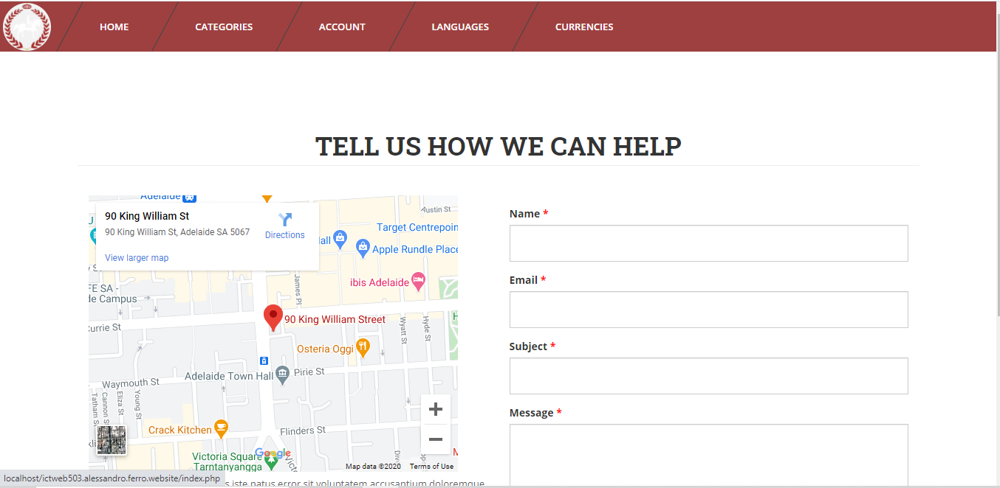 HOME
CATEGORIES
ACCOUNT
LANGUAGES
CURRENCIES
TELL US HOW WE CAN HELP
Adelaide
90 King William St
90 King William St, Adelaide SA 5067
Directions
View larger map
Austin St
Target Centrepoin
all
Apple Rundle Place
ibis Adelaide
FE SA -
de Campus
James Pl
90 King William Street
Currie St
Wyatt St
Hyde St
Osteria Oggi
Adelaide Town Hall
Pirie St
Waymouth St
Tatham St
Cannon St
Eliza St
Young St
Crack Kitchen
Flinders St
Google
Victoria Square
Tarntanyangga
Map data ©2020
Terms of Use
Name *
Email *
Subject *
Message *
localhost/ictweb503.alessandro.ferro.website/index.php
s iste natus error sit voluptatem accusantium doloremque